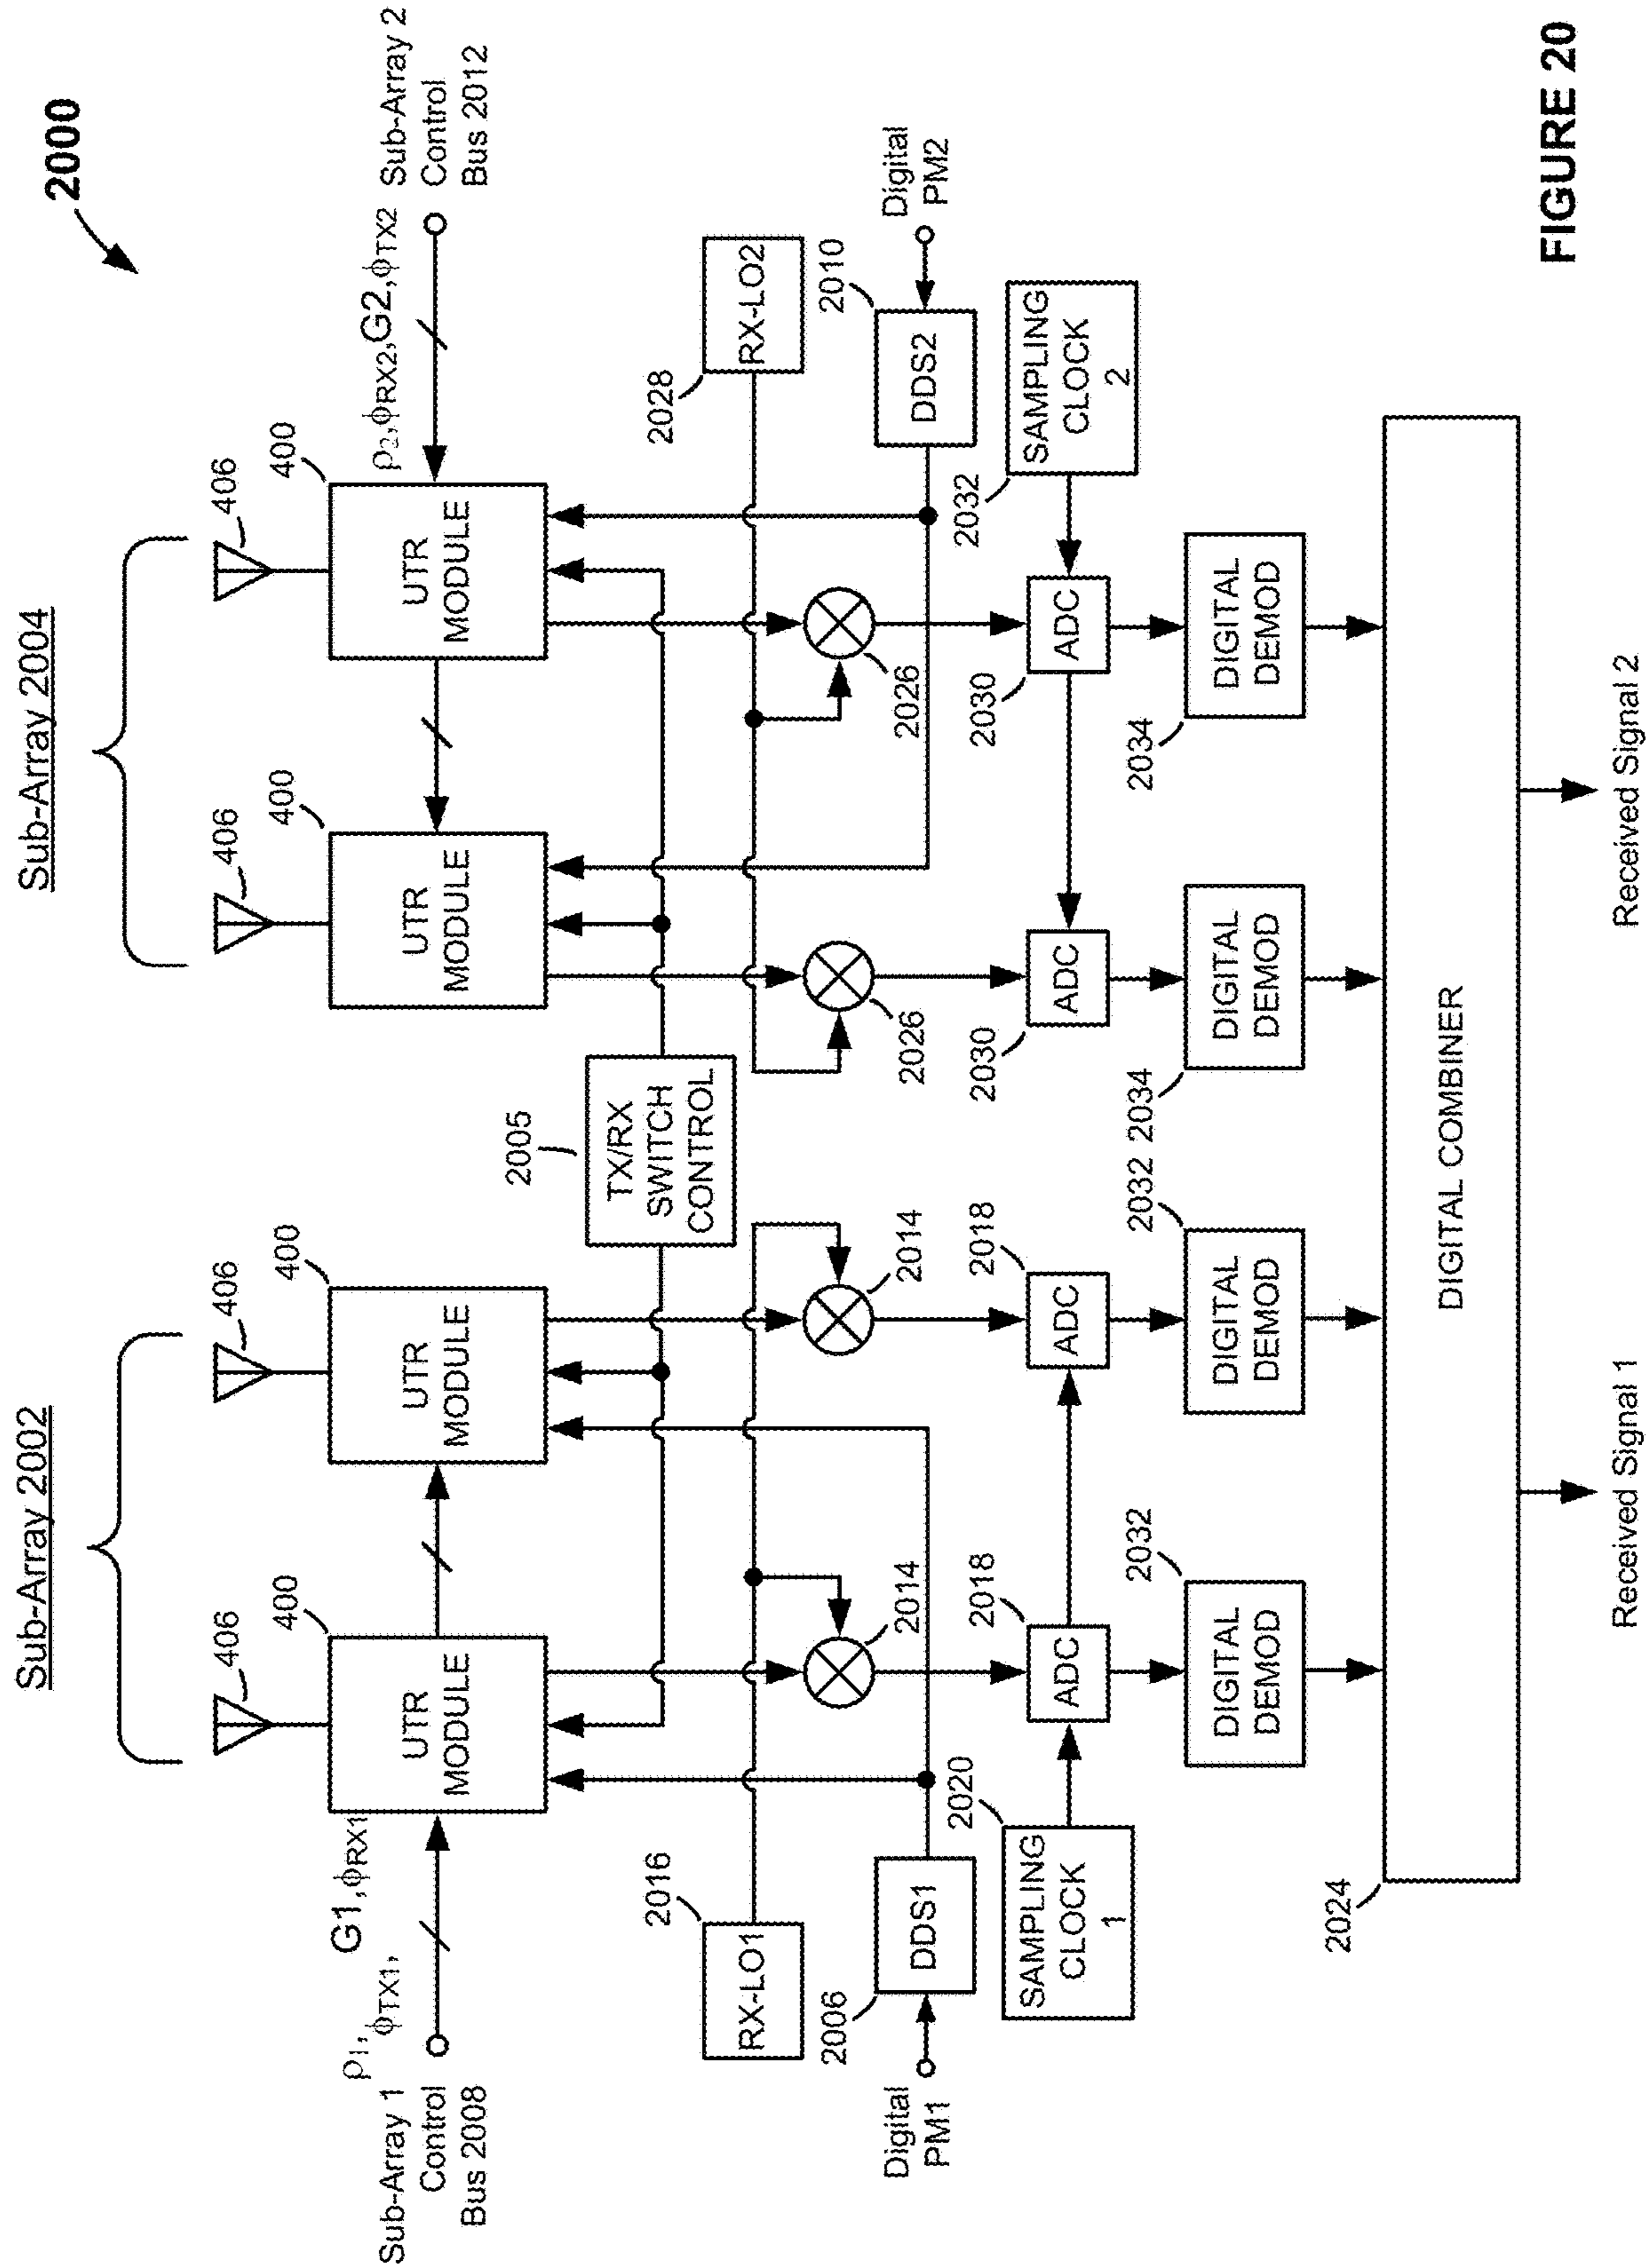 2000
Sub-Array 2002
Sub-Array 2004
406
406
406
406
400
400
400
400
UTR
MODULE
UTR
MODULE
UTR
MODULE
UTR
MODULE
ρ1,
ϕTX1,
G1,ϕRX1
Sub-Array 1
Control
Bus 2008
ρ2,ϕRX2,G2,ϕTX2
Sub-Array 2
Control
Bus 2012
2005
TX/RX
SWITCH
CONTROL
2016
RX-LO1
2014
2014
2026
2026
2028
RX-LO2
2006
DDS1
Digital
PM1
2010
DDS2
Digital
PM2
2020
SAMPLING
CLOCK
1
2018
ADC
2018
ADC
2030
ADC
2030
ADC
2032
SAMPLING
CLOCK
2
2032
DIGITAL
DEMOD
2032
DIGITAL
DEMOD
2034
DIGITAL
DEMOD
2034
DIGITAL
DEMOD
2024
DIGITAL COMBINER
Received Signal 1
Received Signal 2
FIGURE 20